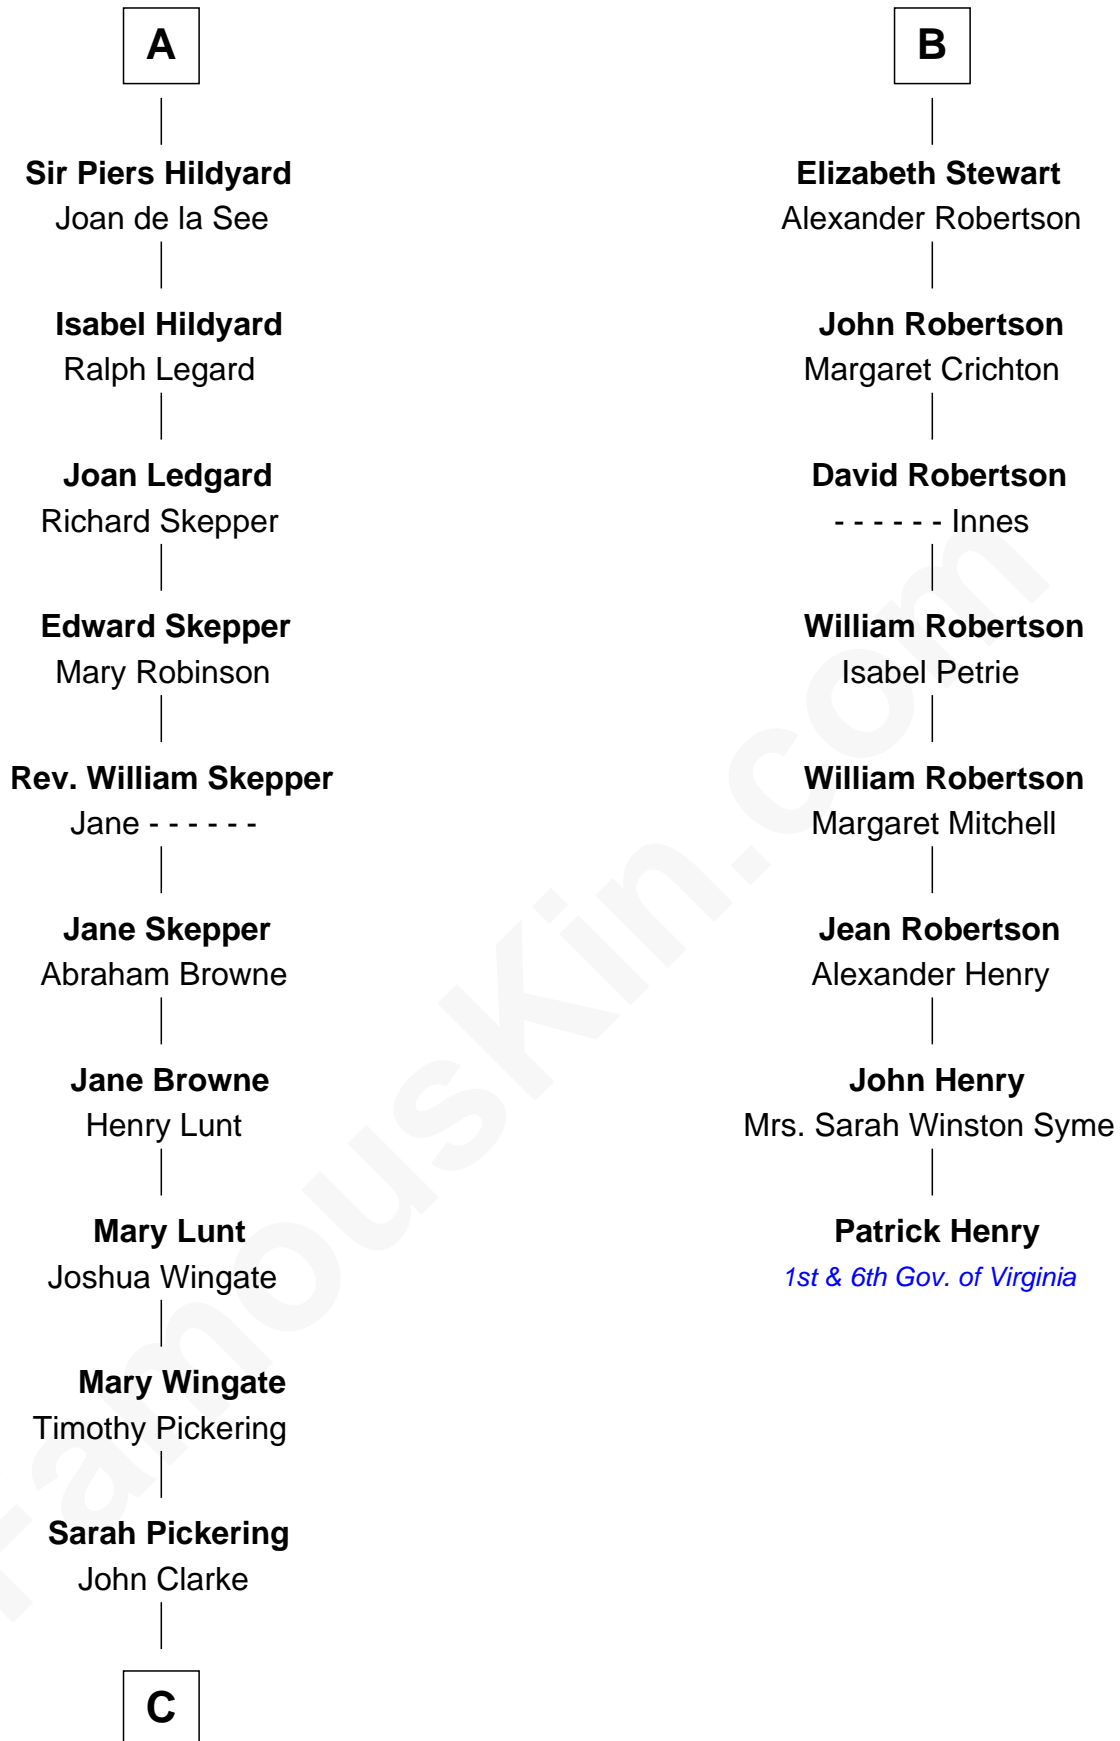 A
Sir Piers Hildyard
Joan de la See
Isabel Hildyard
Ralph Legard
Joan Ledgard
Richard Skepper
Edward Skepper
Mary Robinson
Rev. William Skepper
Jane - - - - - -
Jane Skepper
Abraham Browne
Jane Browne
Henry Lunt
Mary Lunt
Joshua Wingate
Mary Wingate
Timothy Pickering
Sarah Pickering
John Clarke
C
B
Elizabeth Stewart
Alexander Robertson
John Robertson
Margaret Crichton
David Robertson
- - - - - - Innes
William Robertson
Isabel Petrie
William Robertson
Margaret Mitchell
Jean Robertson
Alexander Henry
John Henry
Mrs. Sarah Winston Syme
Patrick Henry
1st & 6th Gov. of Virginia
FamousKin.com